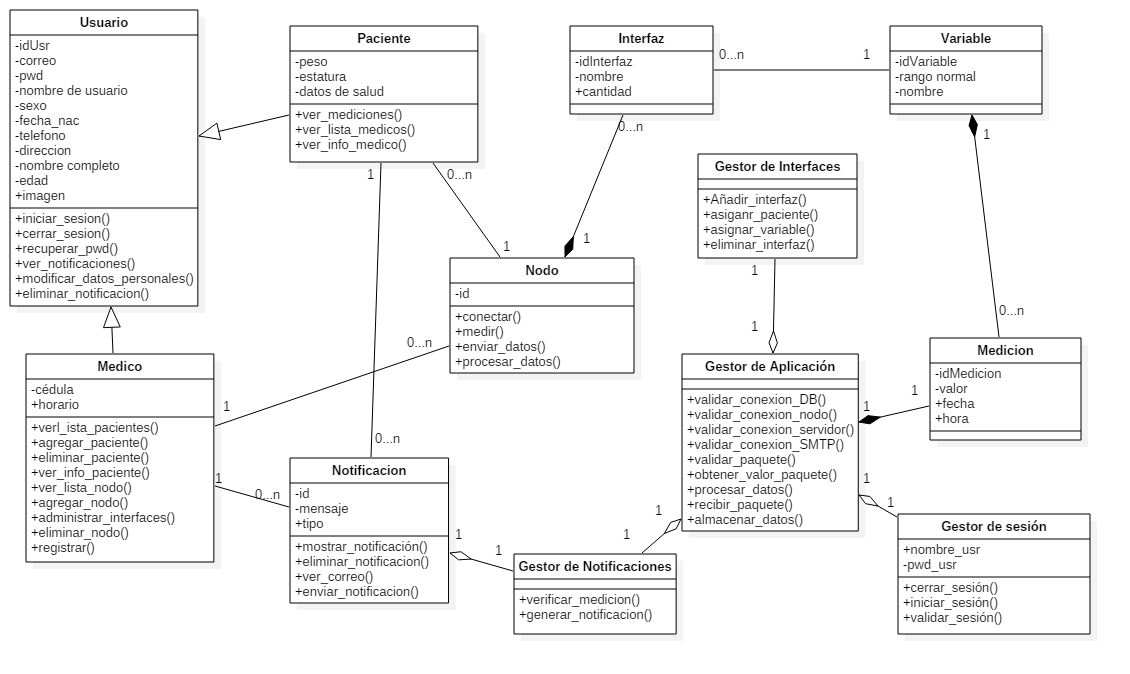 Usuario
-idUsr
-correo
-pwd
-nombre de usuario
-sexo
-fecha_nac
-telefono
-direccion
-nombre completo
-edad
+imagen
+iniciar_sesion()
+cerrar_sesion()
+recuperar_pwd()
+ver_notificaciones()
+modificar_datos_personales()
+eliminar_notificacion()
Paciente
-peso
-estatura
-datos de salud
+ver_mediciones()
+ver_lista_medicos()
+ver_info_medico()
1
0...n
1
Interfaz
-idInterfaz
-nombre
+cantidad
0...n
1
0...n
1
Variable
-idVariable
-rango normal
-nombre
1
0...n
Gestor de Interfaces
+Añadir_interfaz()
+asiganr_paciente()
+asignar_variable()
+eliminar_interfaz()
1
1
Nodo
-id
+conectar()
+medir()
+enviar_datos()
+procesar_datos()
0...n
1
Medico
-cédula
+horario
+verl_ista_pacientes()
+agregar_paciente()
+eliminar_paciente()
+ver_info_paciente()
+ver_lista_nodo()
+agregar_nodo()
+administrar_interfaces()
+eliminar_nodo()
+registrar()
1
0...n
0...n
Notificacion
-id
-mensaje
+tipo
+mostrar_notificación()
+eliminar_notificacion()
+ver_correo()
+enviar_notificacion()
1
1
Gestor de Notificaciones
+verificar_medicion()
+generar_notificacion()
1
1
Gestor de Aplicación
+validar_conexion_DB()
+validar_conexion_nodo()
+validar_conexion_servidor()
+validar_conexion_SMTP()
+validar_paquete()
+obtener_valor_paquete()
+procesar_datos()
+recibir_paquete()
+almacenar_datos()
1
1
Medicion
-idMedicion
-valor
+fecha
+hora
1
1
Gestor de sesión
+nombre_usr
-pwd_usr
+cerrar_sesión()
+iniciar_sesión()
+validar_sesión()